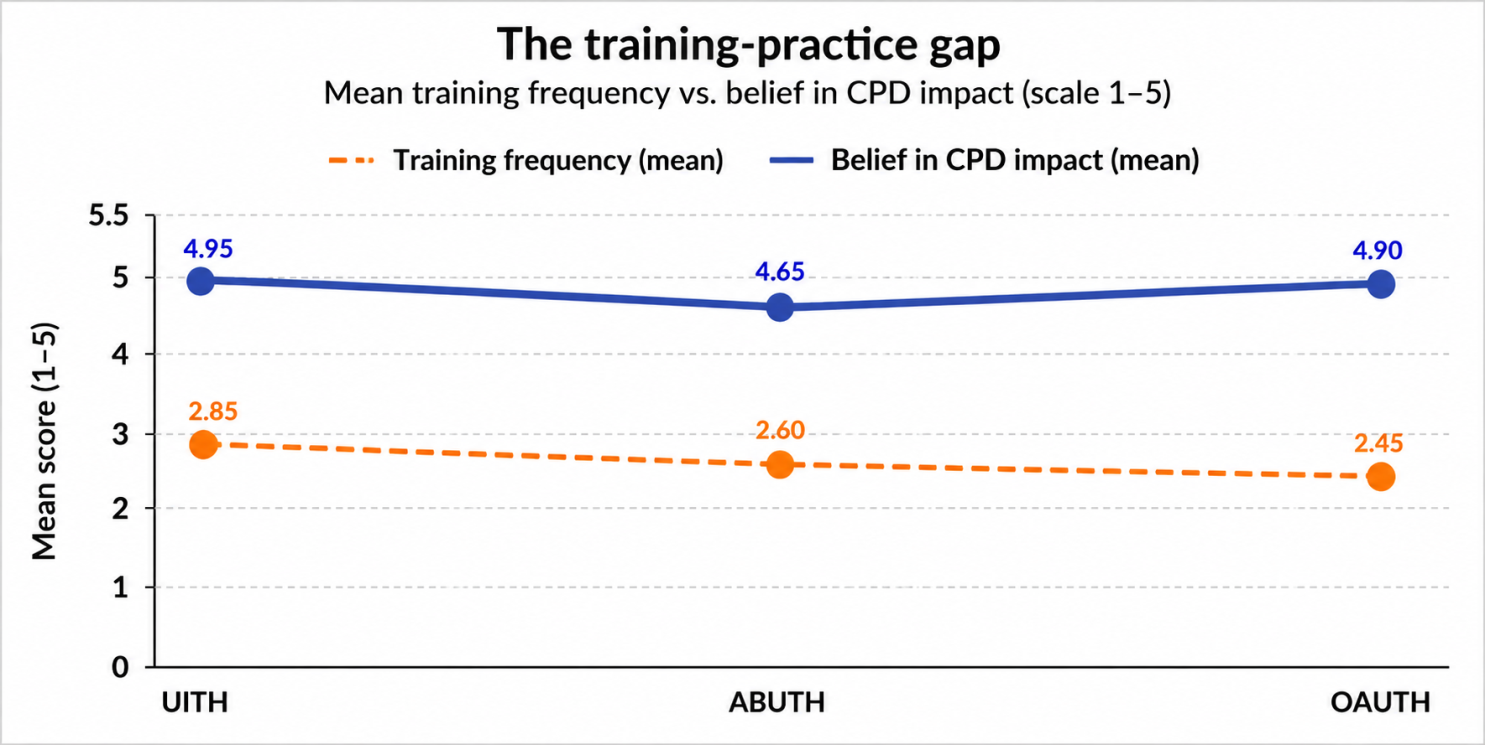 The training-practice gap
Mean training frequency vs. belief in CPD impact (scale 1–5)
Training frequency (mean) Belief in CPD impact (mean)
Mean score (1–5)
5.5
5
4
3
2
1
0
4.95 4.65 4.90
2.85 2.60 2.45
UITH ABUTH OAUTH